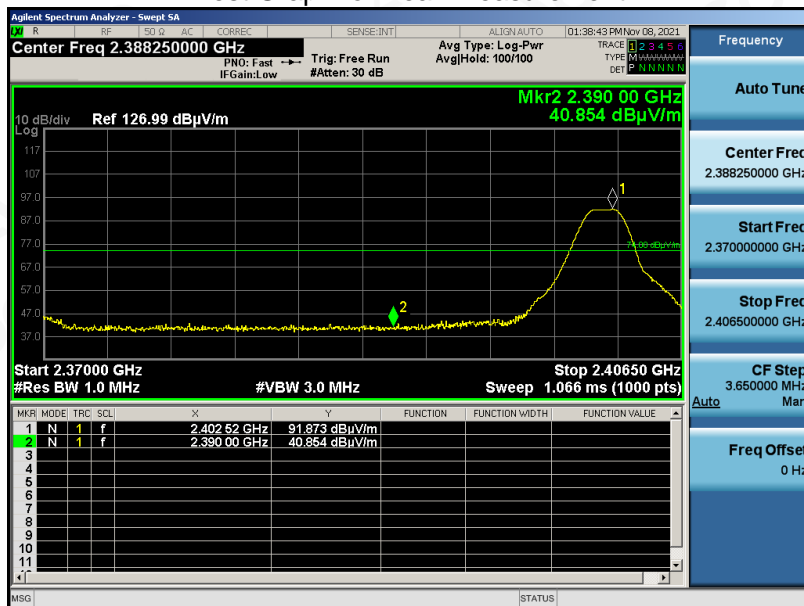 Agilent Spectrum Analyzer - Swept SA
LXI R RF 50 Ω AC CORREC SENSE:INT ALIGN AUTO 01:38:43 PM Nov 08, 2021
Center Freq 2.388250000 GHz
PNO: Fast
IFGain:Low
Trig: Free Run
#Atten: 30 dB
Avg Type: Log-Pwr
Avg|Hold: 100/100
TRACE 1 2 3 4 5 6
TYPE M
DET P N N N N N
Mkr2 2.390 00 GHz
40.854 dBµV/m
10 dB/div Ref 126.99 dBµV/m
Log
117
107
97.0
87.0
77.0
67.0
57.0
47.0
37.0
1
2
74.00 dBµV/m
Start 2.37000 GHz Stop 2.40650 GHz
#Res BW 1.0 MHz #VBW 3.0 MHz Sweep 1.066 ms (1000 pts)
MKR MODE TRC SCL X Y FUNCTION FUNCTION WIDTH FUNCTION VALUE
1 N 1 f 2.402 52 GHz 91.873 dBµV/m
2 N 1 f 2.390 00 GHz 40.854 dBµV/m
3
4
5
6
7
8
9
10
11
MSG STATUS
Frequency
Auto Tune
Center Freq
2.388250000 GHz
Start Freq
2.370000000 GHz
Stop Freq
2.406500000 GHz
CF Step
3.650000 MHz
Auto Man
Freq Offset
0 Hz